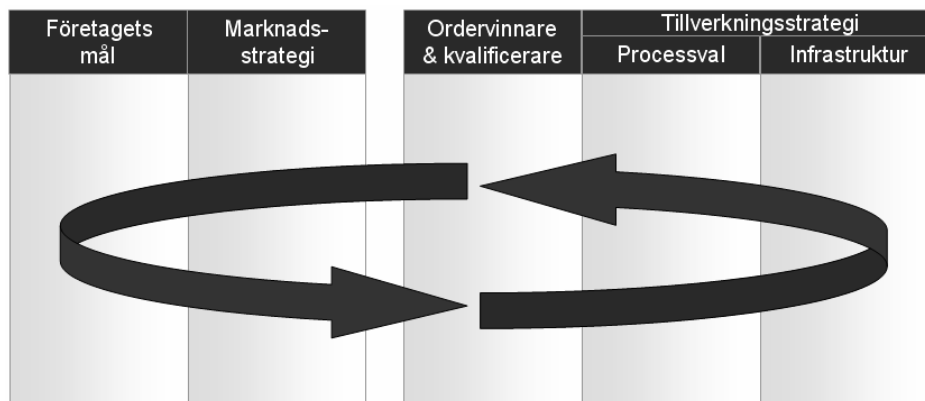 Företagets
mål
Marknads-
strategi
Ordervinnare
& kvalificerare
Tillverkningsstrategi
Processval
Infrastruktur